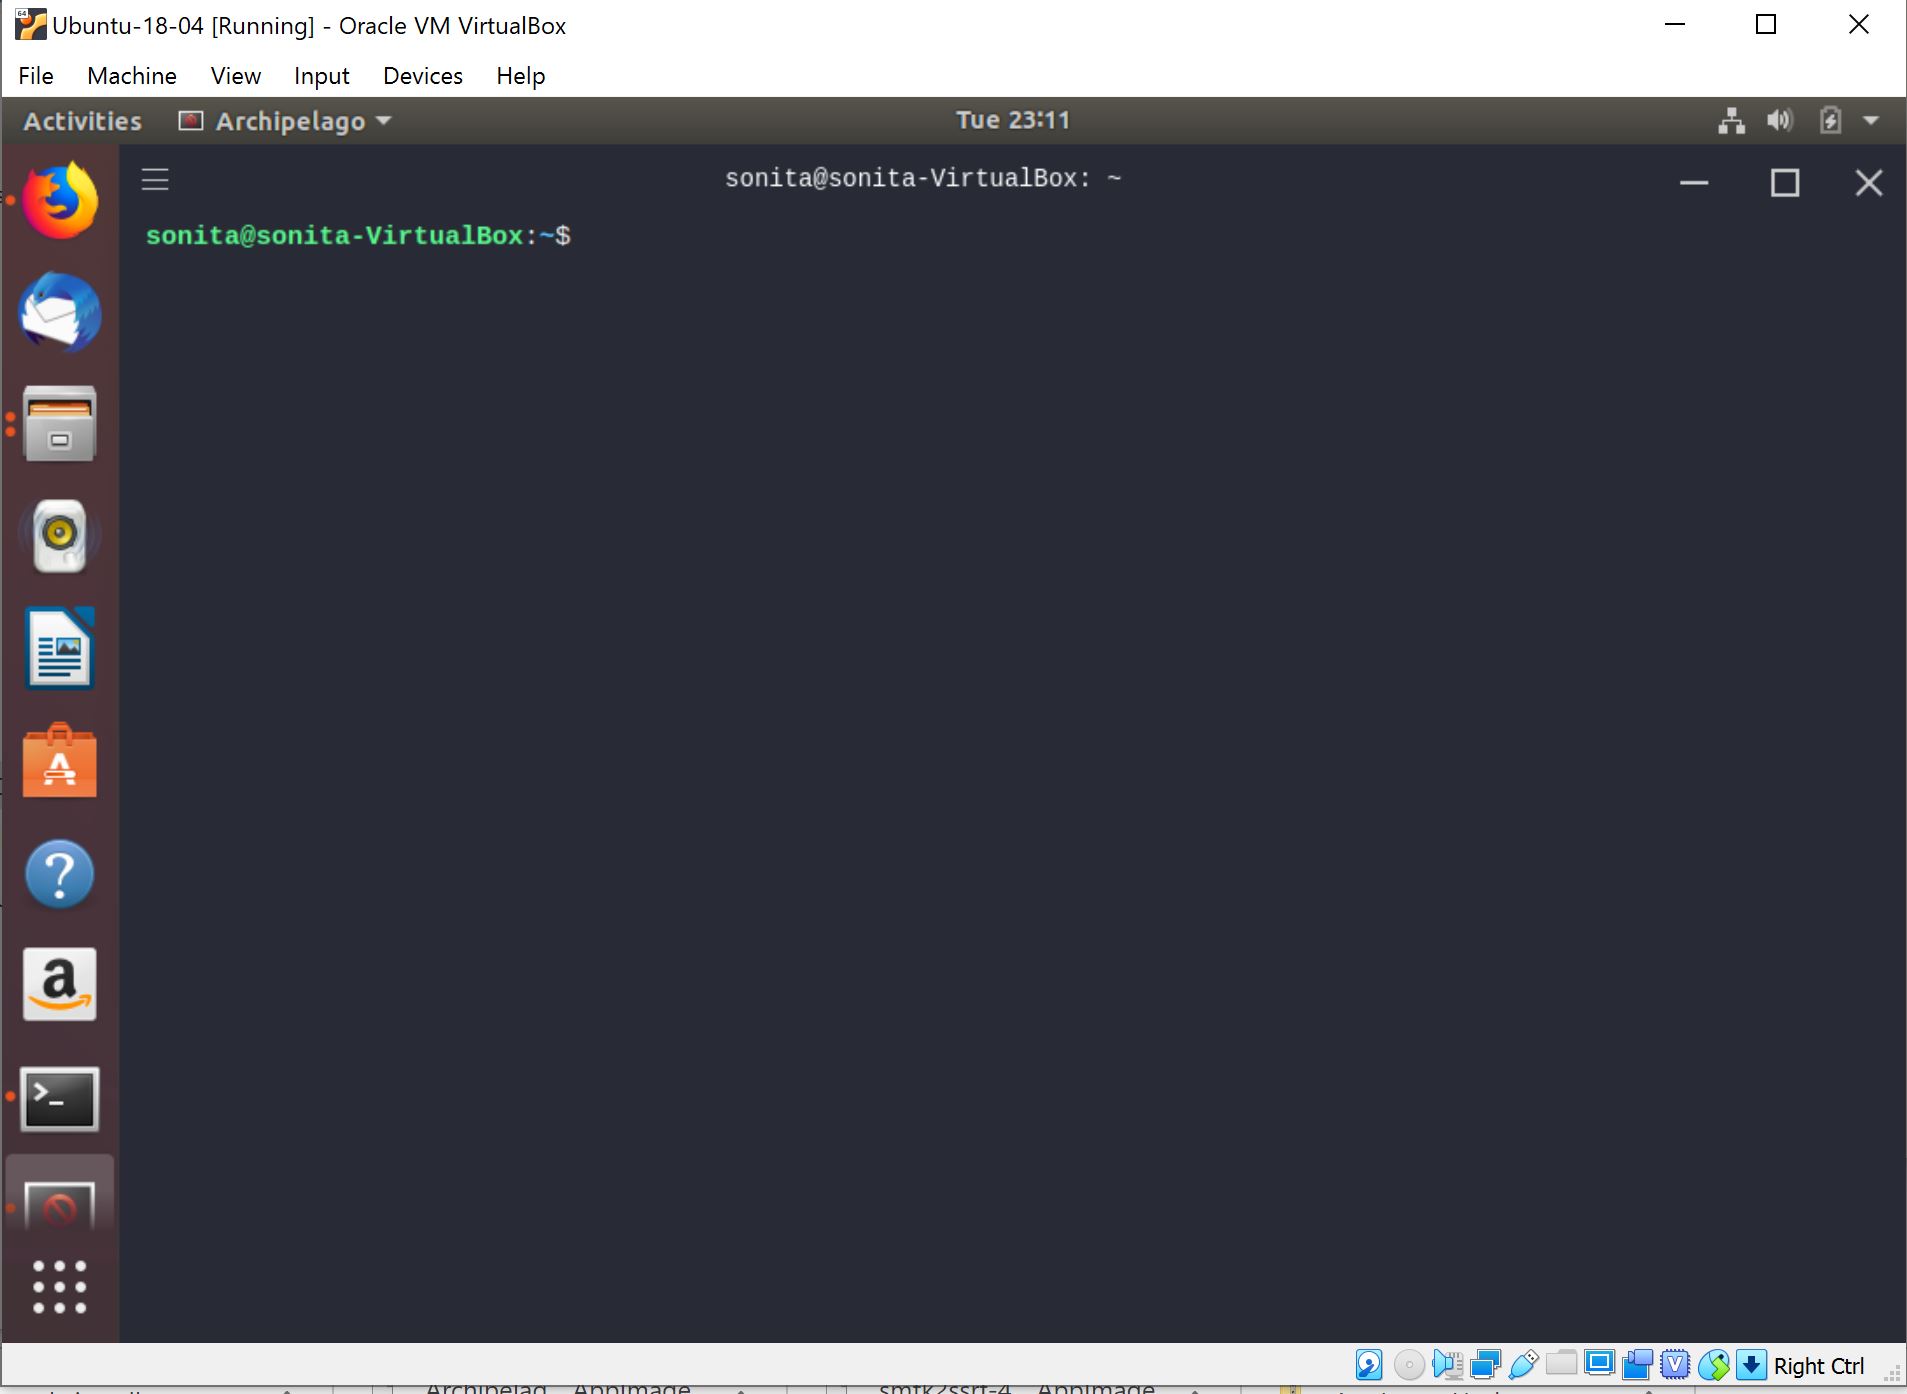 Ubuntu-18-04 [Running] - Oracle VM VirtualBox
File Machine View Input Devices Help
Activities Archipelago Tue 23:11
sonita@sonita-VirtualBox: ~
sonita@sonita-VirtualBox:~$
Right Ctrl
Archipelag... .AppImage
smtk2ssrf-4... .AppImage